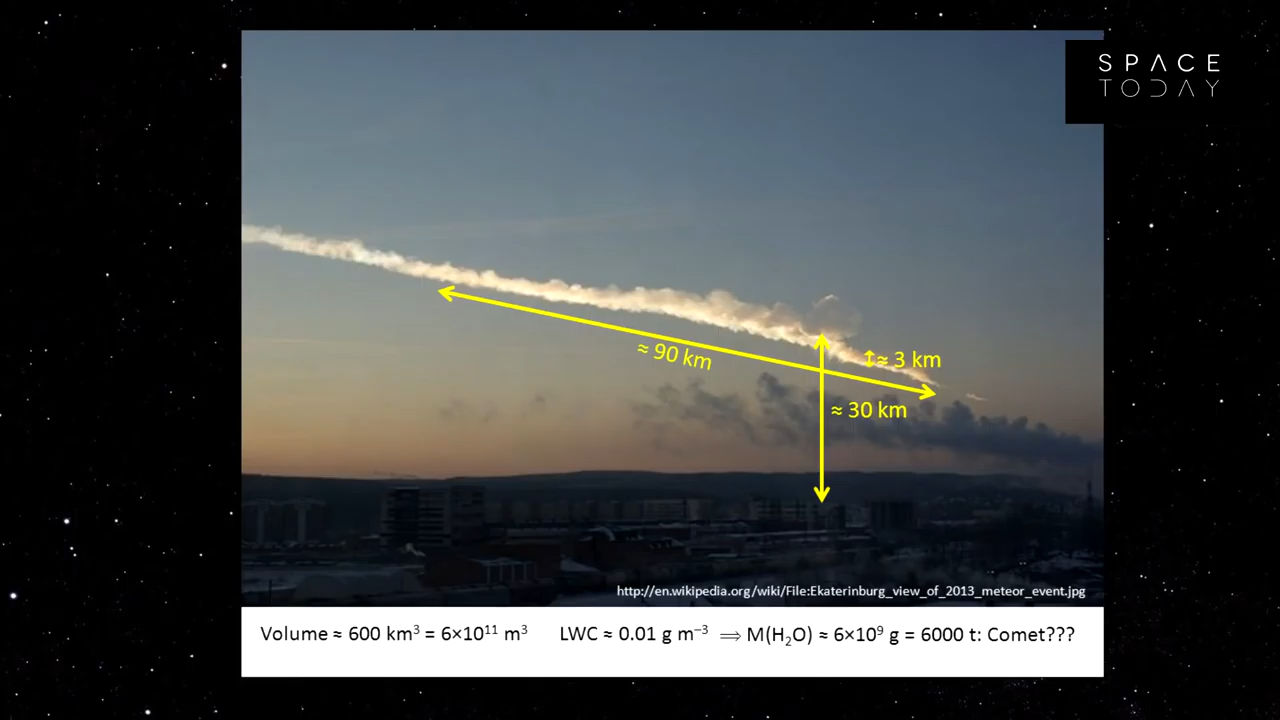 SPACE
TODAY
≈ 90 km
≈ 3 km
≈ 30 km
http://en.wikipedia.org/wiki/File:Ekaterinburg_view_of_2013_meteor_event.jpg
Volume ≈ 600 km³ = 6×10¹¹ m³ LWC ≈ 0.01 g m⁻³ ⟹ M(H₂O) ≈ 6×10⁹ g = 6000 t: Comet???